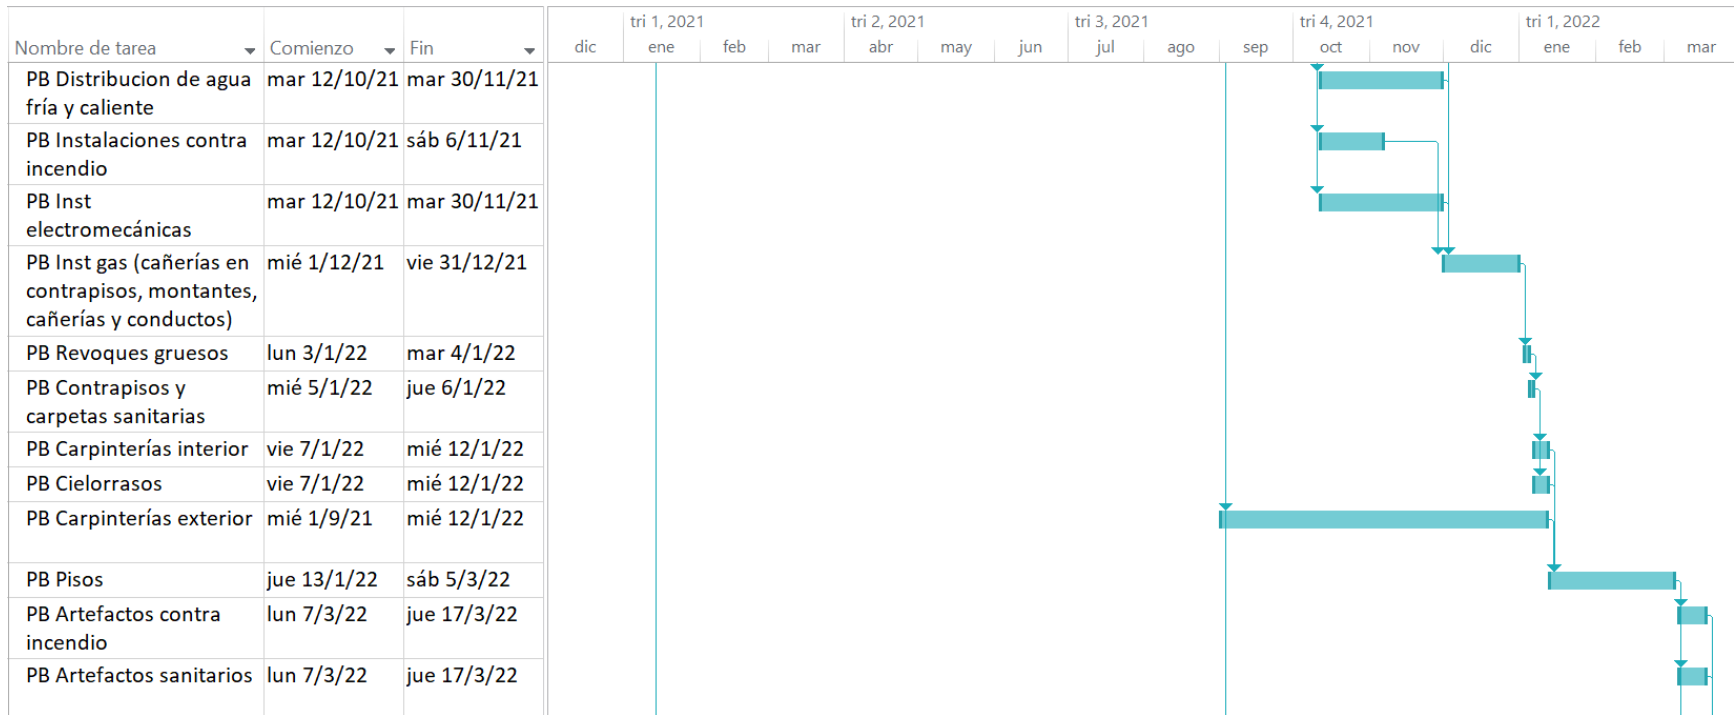 tri 1, 2021 tri 2, 2021 tri 3, 2021 tri 4, 2021 tri 1, 2022
Nombre de tarea Comienzo Fin dic ene feb mar abr may jun jul ago sep oct nov dic ene feb mar
PB Distribucion de agua mar 12/10/21 mar 30/11/21
fría y caliente
PB Instalaciones contra mar 12/10/21 sáb 6/11/21
incendio
PB Inst mar 12/10/21 mar 30/11/21
electromecánicas
PB Inst gas (cañerías en mié 1/12/21 vie 31/12/21
contrapisos, montantes,
cañerías y conductos)
PB Revoques gruesos lun 3/1/22 mar 4/1/22
PB Contrapisos y mié 5/1/22 jue 6/1/22
carpetas sanitarias
PB Carpinterías interior vie 7/1/22 mié 12/1/22
PB Cielorrasos vie 7/1/22 mié 12/1/22
PB Carpinterías exterior mié 1/9/21 mié 12/1/22
PB Pisos jue 13/1/22 sáb 5/3/22
PB Artefactos contra lun 7/3/22 jue 17/3/22
incendio
PB Artefactos sanitarios lun 7/3/22 jue 17/3/22